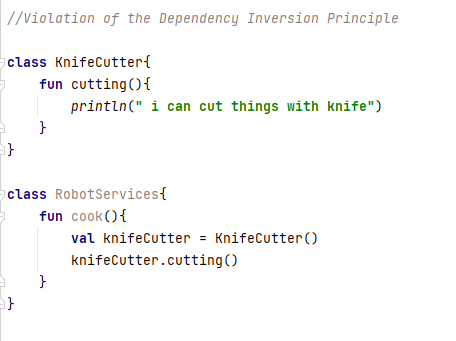 //Violation of the Dependency Inversion Principle
class KnifeCutter{
fun cutting(){
println(" i can cut things with knife")
}
}
class RobotServices{
fun cook(){
val knifeCutter = KnifeCutter()
knifeCutter.cutting()
}
}